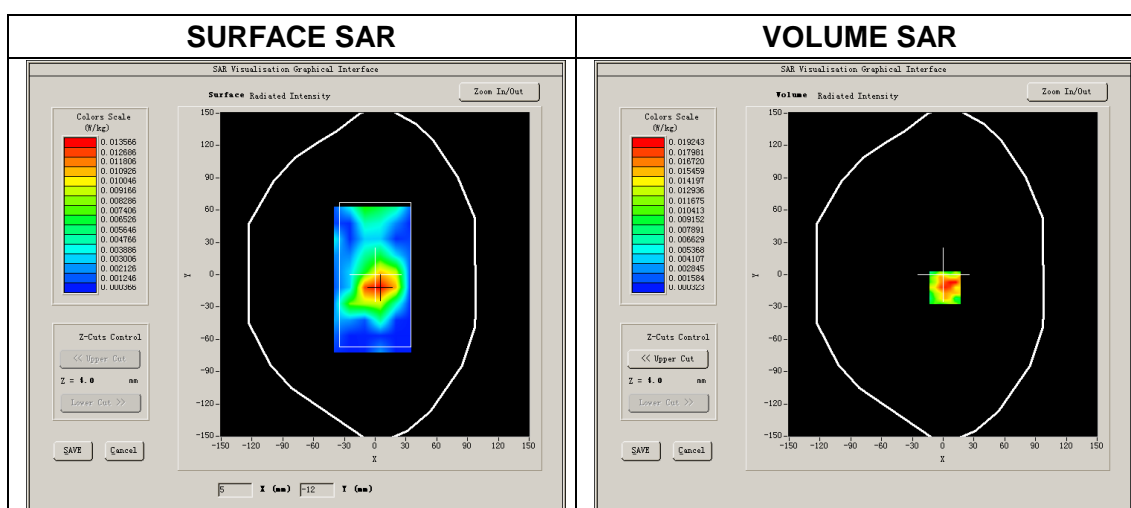 SURFACE SAR
VOLUME SAR
SAR Visualisation Graphical Interface
Surface Radiated Intensity
Zoom In/Out
Colors Scale
(W/kg)
0.013566
0.012686
0.011806
0.010926
0.010046
0.009166
0.008286
0.007406
0.006526
0.005646
0.004766
0.003886
0.003006
0.002126
0.001246
0.000366
150
120
90
60
30
0
-30
-60
-90
-120
-150
Y
-150 -120 -90 -60 -30 0 30 60 90 120 150
X
Z-Cuts Control
<< Upper Cut
Z = 4.0 mm
Lower Cut >>
SAVE Cancel
5 X (mm) -12 Y (mm)
SAR Visualisation Graphical Interface
Volume Radiated Intensity
Zoom In/Out
Colors Scale
(W/kg)
0.019243
0.017981
0.016720
0.015459
0.014197
0.012936
0.011675
0.010413
0.009152
0.007891
0.006629
0.005368
0.004107
0.002845
0.001584
0.000323
150
120
90
60
30
0
-30
-60
-90
-120
-150
Y
-150 -120 -90 -60 -30 0 30 60 90 120 150
X
Z-Cuts Control
<< Upper Cut
Z = 4.0 mm
Lower Cut >>
SAVE Cancel